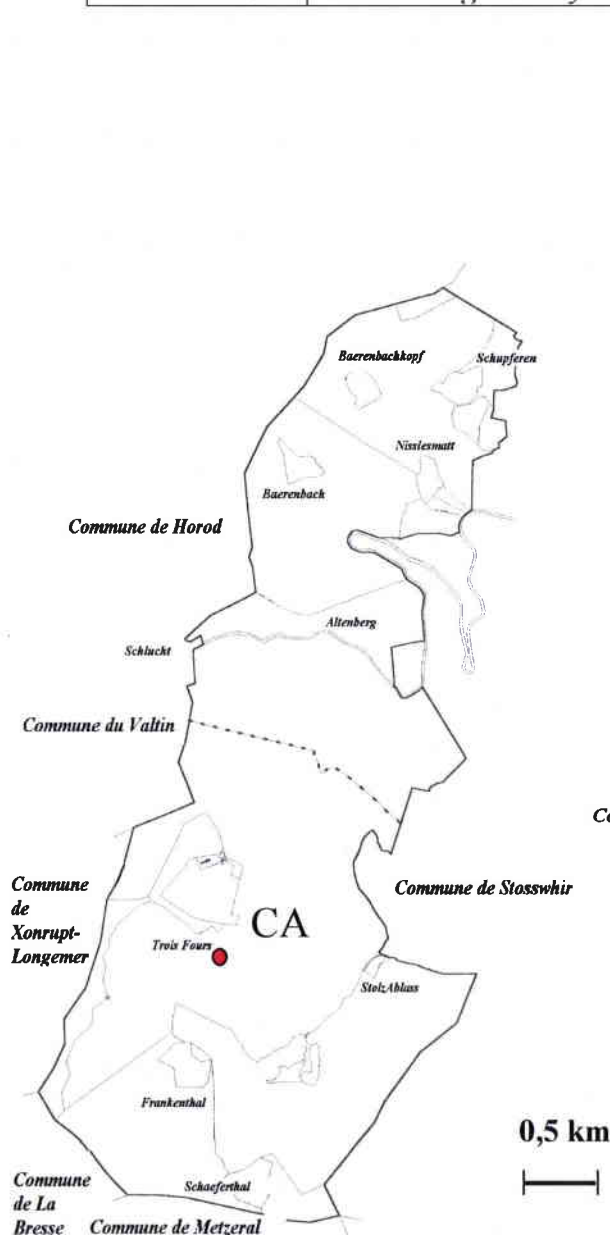 Baerenbachkopf
Schupferen
Nisslesmatt
Baerenbach
Commune de Horod
Altenberg
Schlucht
Commune du Valtin
Commune
de
Xonrupt-
Longemer
Commune de Stosswhir
CA
Trois Fours
StolzAblass
Frankenthal
0,5 km
Schaeferthal
Commune
de La
Bresse
Commune de Metzeral